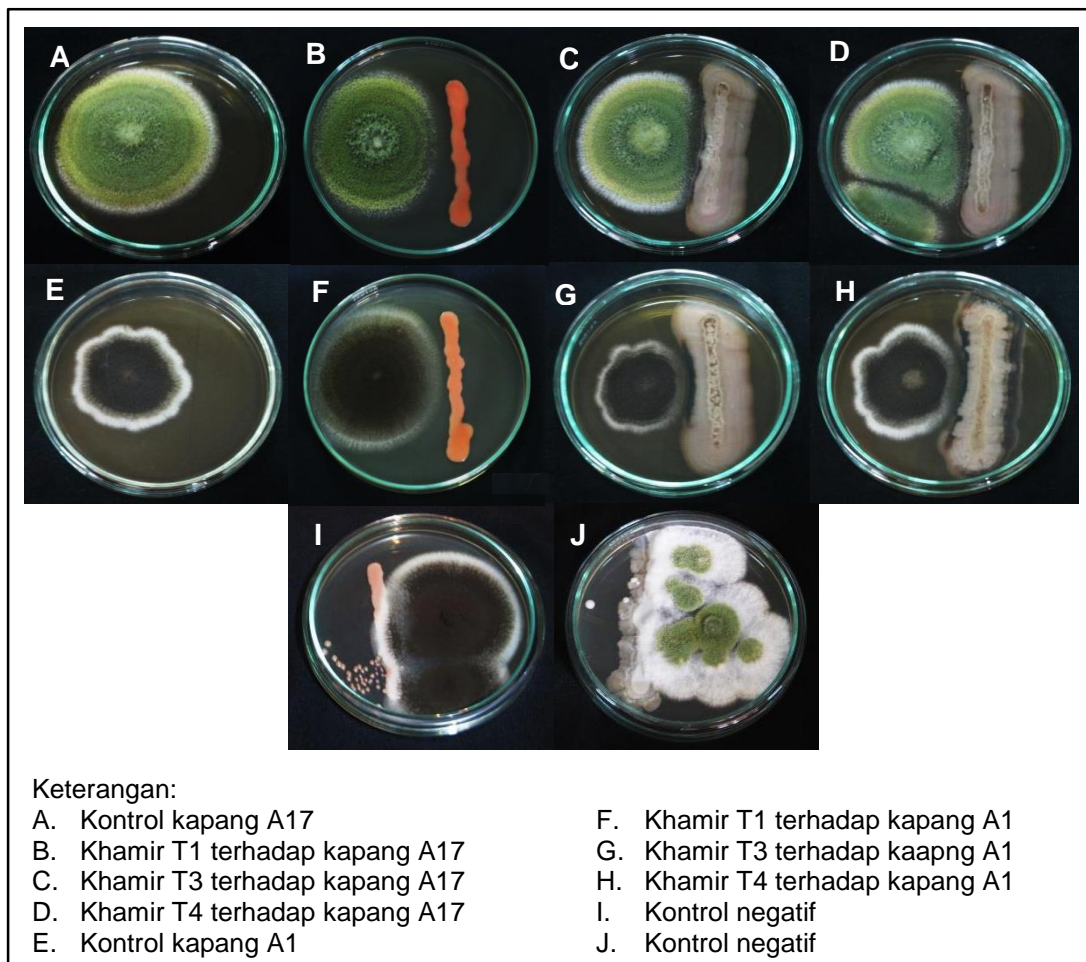 A B C D
E F G H
I J
Keterangan:
A. Kontrol kapang A17
B. Khamir T1 terhadap kapang A17
C. Khamir T3 terhadap kapang A17
D. Khamir T4 terhadap kapang A17
E. Kontrol kapang A1
F. Khamir T1 terhadap kapang A1
G. Khamir T3 terhadap kaapng A1
H. Khamir T4 terhadap kapang A1
I. Kontrol negatif
J. Kontrol negatif